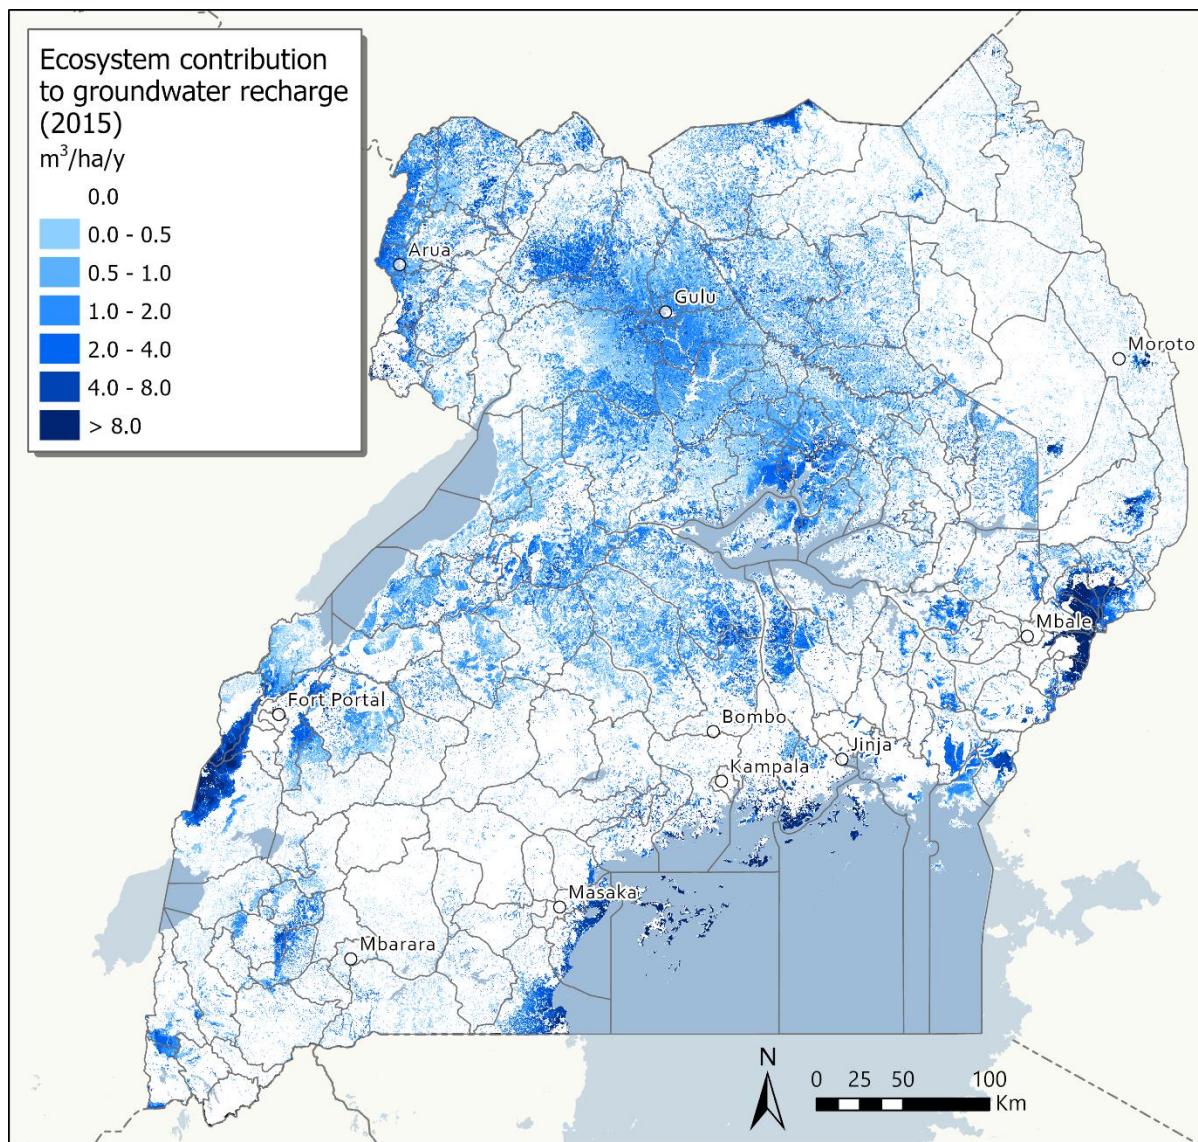 Ecosystem contribution
to groundwater recharge
(2015)
m³/ha/y
0.0
0.0 - 0.5
0.5 - 1.0
1.0 - 2.0
2.0 - 4.0
4.0 - 8.0
> 8.0
Arua
Gulu
Moroto
Mbale
Fort Portal
Bombo
Jinja
Kampala
Masaka
Mbarara
N
0 25 50 100
Km